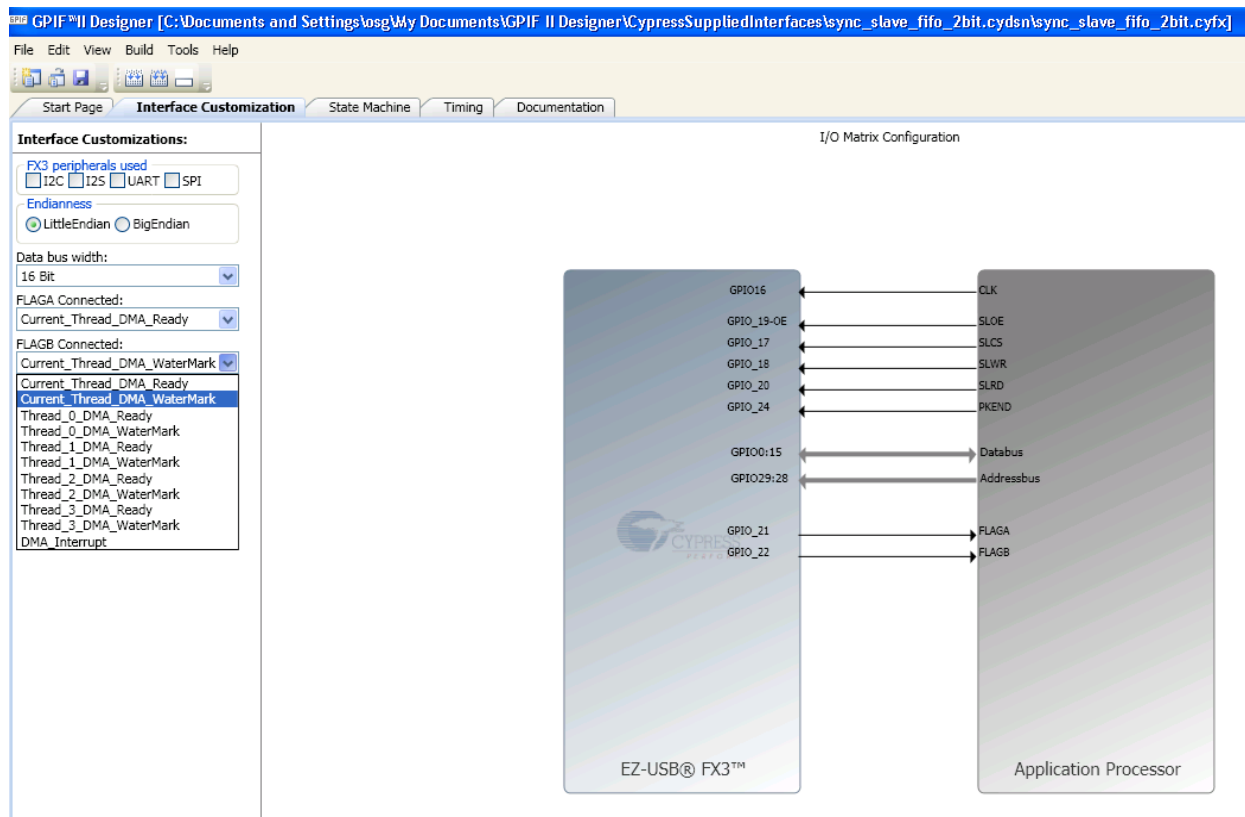 GPIF™II Designer [C:\Documents and Settings\osg\My Documents\GPIF II Designer\CypressSuppliedInterfaces\sync_slave_fifo_2bit.cydsn\sync_slave_fifo_2bit.cyfx]
File Edit View Build Tools Help
Start Page Interface Customization State Machine Timing Documentation
Interface Customizations:
FX3 peripherals used
I2C I2S UART SPI
Endianness
LittleEndian BigEndian
Data bus width:
16 Bit
FLAGA Connected:
Current_Thread_DMA_Ready
FLAGB Connected:
Current_Thread_DMA_WaterMark
Current_Thread_DMA_Ready
Current_Thread_DMA_WaterMark
Thread_0_DMA_Ready
Thread_0_DMA_WaterMark
Thread_1_DMA_Ready
Thread_1_DMA_WaterMark
Thread_2_DMA_Ready
Thread_2_DMA_WaterMark
Thread_3_DMA_Ready
Thread_3_DMA_WaterMark
DMA_Interrupt
I/O Matrix Configuration
GPIO16 CLK
GPIO_19-OE SLOE
GPIO_17 SLCS
GPIO_18 SLWR
GPIO_20 SLRD
GPIO_24 PKEND
GPIO0:15 Databus
GPIO29:28 Addressbus
GPIO_21 FLAGA
CYPRESS
GPIO_22 FLAGB
EZ-USB® FX3™ Application Processor